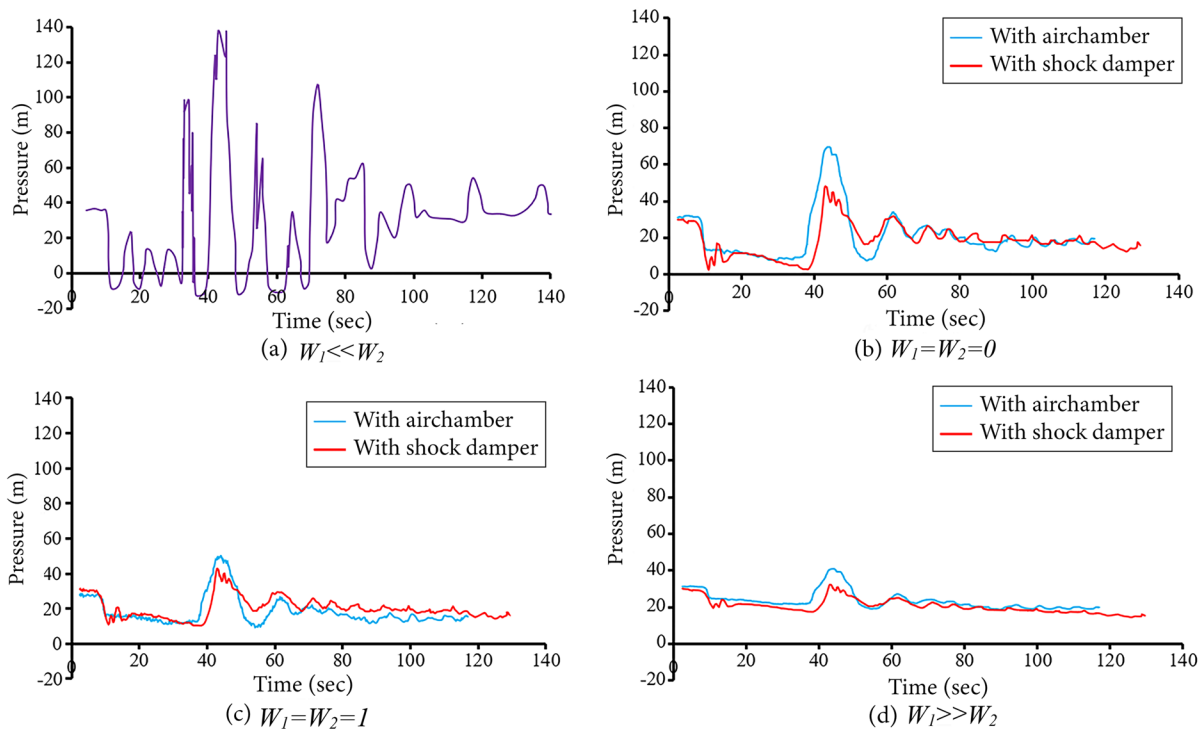 140
120
100
80
60
40
20
0
-20
Pressure (m)
0 20 40 60 80 100 120 140
Time (sec)
(a) W1<<W2
140
120
100
80
60
40
20
0
-20
Pressure (m)
With airchamber
With shock damper
0 20 40 60 80 100 120 140
Time (sec)
(b) W1=W2=0
140
120
100
80
60
40
20
0
-20
Pressure (m)
With airchamber
With shock damper
0 20 40 60 80 100 120 140
Time (sec)
(c) W1=W2=1
140
120
100
80
60
40
20
0
-20
Pressure (m)
With airchamber
With shock damper
0 20 40 60 80 100 120 140
Time (sec)
(d) W1>>W2